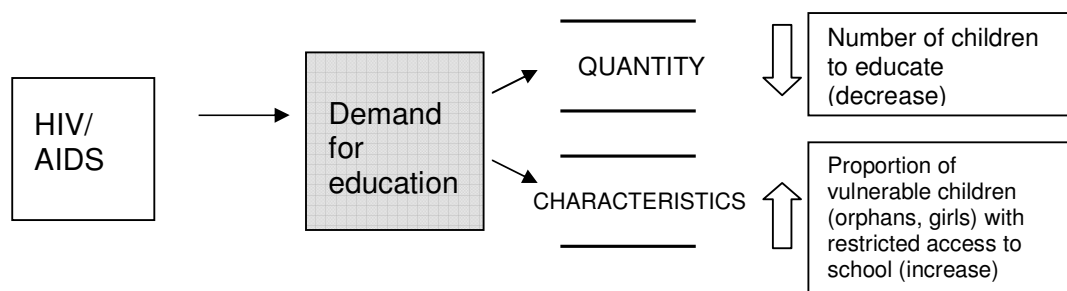 HIV/
AIDS
Demand
for
education
QUANTITY
Number of children
to educate
(decrease)
CHARACTERISTICS
Proportion of
vulnerable children
(orphans, girls) with
restricted access to
school (increase)